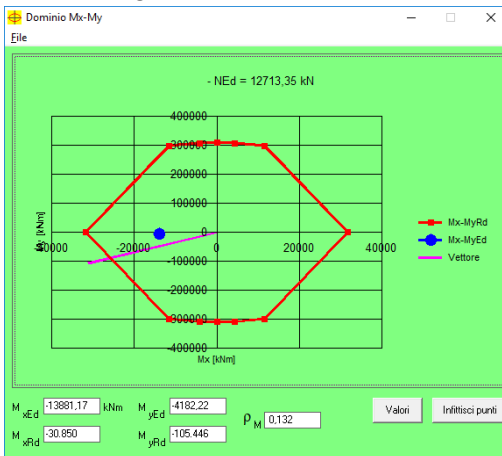 Dominio Mx-My
File
- NEd = 12713,35 kN
400000
300000
200000
100000
0
-20000
0
20000
40000
-100000
-200000
-300000
-400000
Mx [kNm]
Mx-MyRd
Mx-MyEd
Vettore
M xEd -13881,17 kNm M yEd -4182,22
ρ M 0,132
Valori Infittisci punti
M xRd -30.850 M yRd -105.446